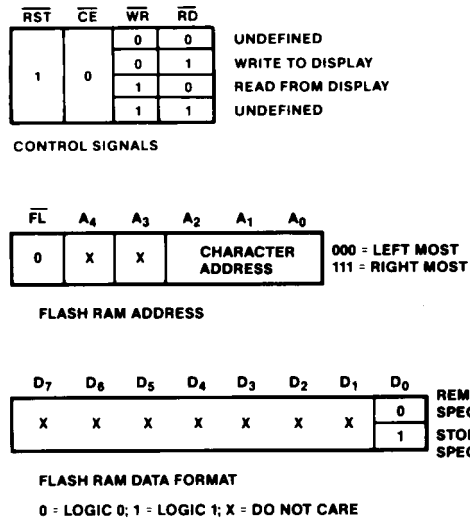 RST CE WR RD
0 0 UNDEFINED
1 0 0 1 WRITE TO DISPLAY
1 0 READ FROM DISPLAY
1 1 UNDEFINED
CONTROL SIGNALS
FL A4 A3 A2 A1 A0
0 X X CHARACTER ADDRESS 000 = LEFT MOST
111 = RIGHT MOST
FLASH RAM ADDRESS
D7 D6 D5 D4 D3 D2 D1 D0
X X X X X X X 0
1
FLASH RAM DATA FORMAT
0 = LOGIC 0; 1 = LOGIC 1; X = DO NOT CARE